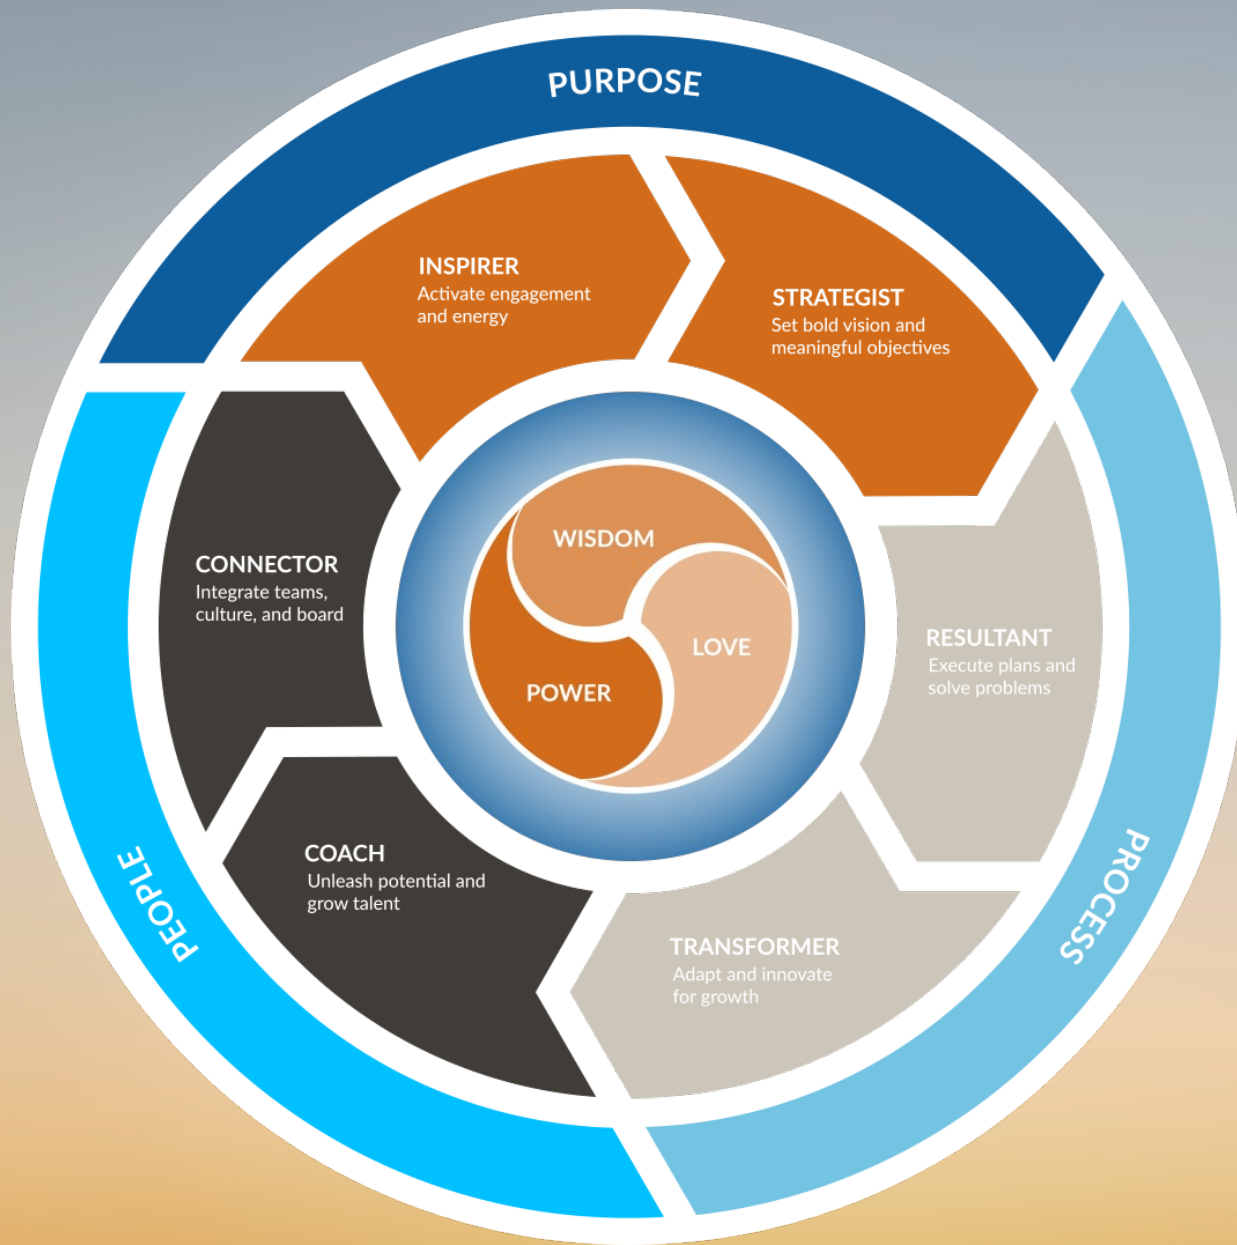 PURPOSE
INSPIRER
Activate engagement
and energy
STRATEGIST
Set bold vision and
meaningful objectives
CONNECTOR
Integrate teams,
culture, and board
WISDOM
LOVE
POWER
RESULTANT
Execute plans and
solve problems
COACH
Unleash potential and
grow talent
TRANSFORMER
Adapt and innovate
for growth
PEOPLE
PROCESS